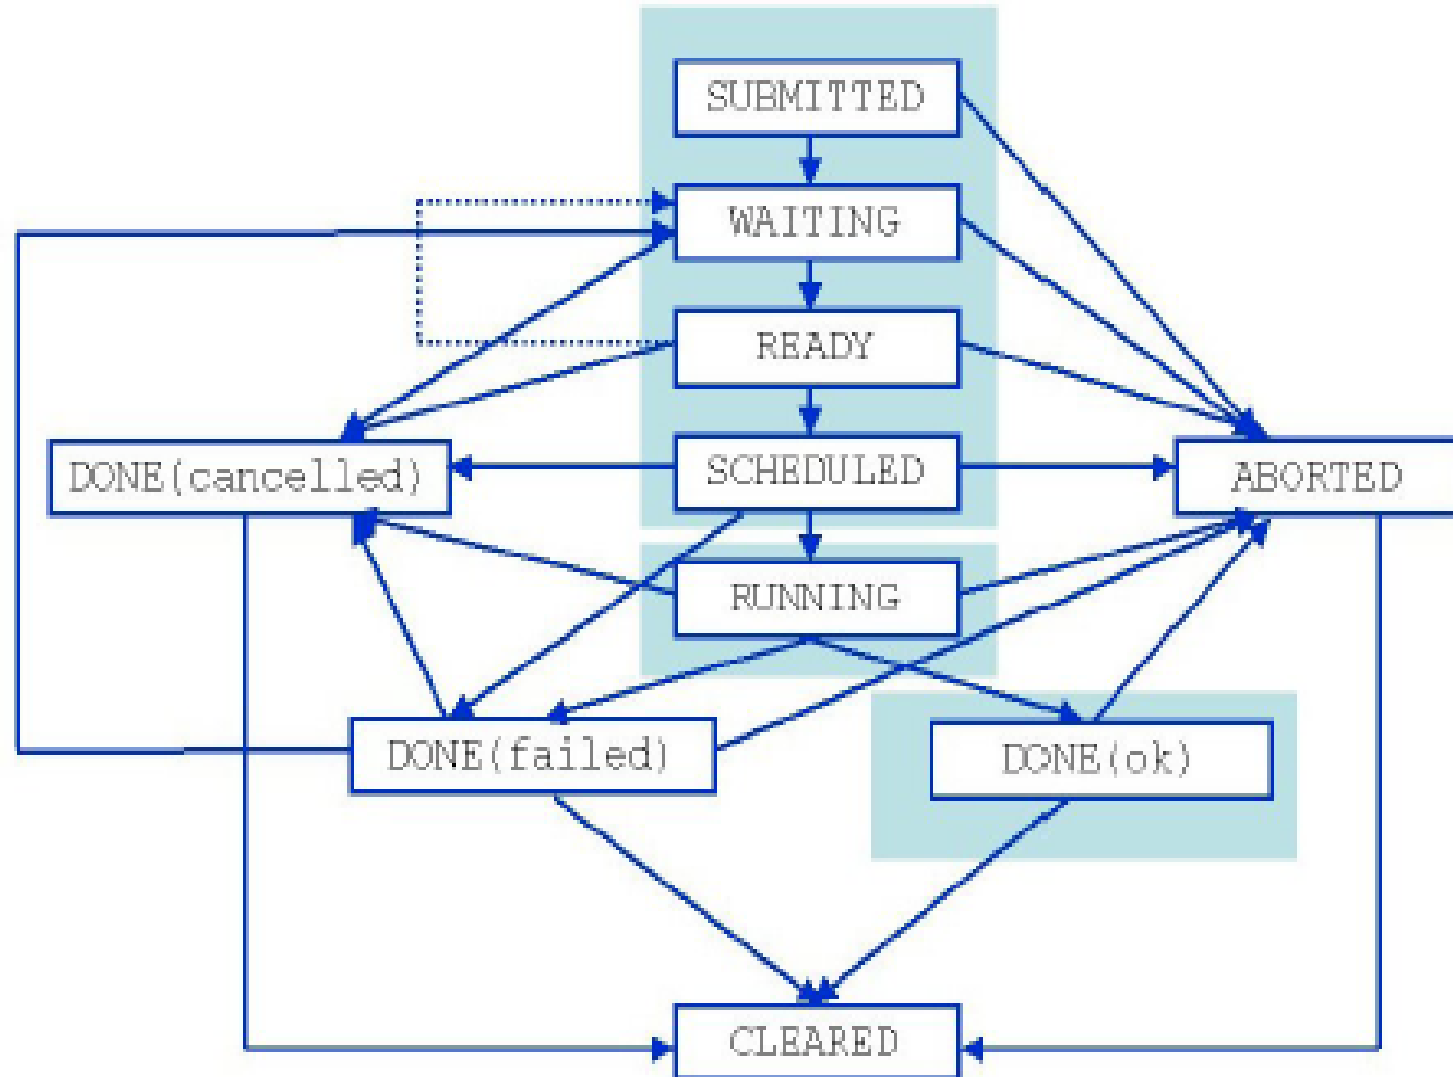 SUBMITTED
WAITING
READY
DONE(cancelled)
SCHEDULED
ABORTED
RUNNING
DONE(failed)
DONE(ok)
CLEARED